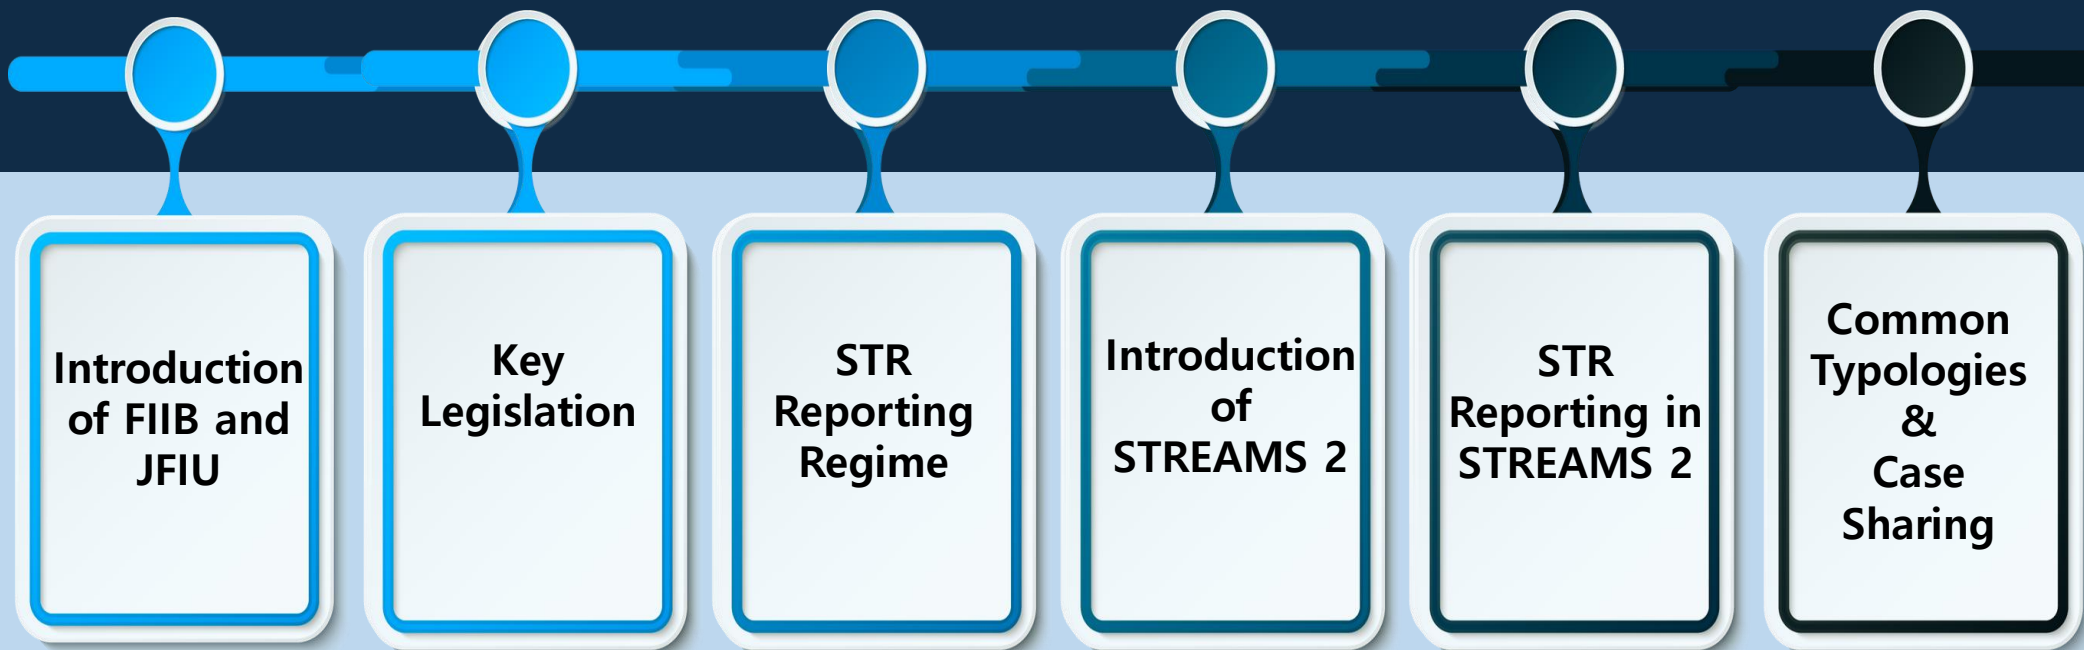 Introduction
of FIIB and
JFIU
Key
Legislation
STR
Reporting
Regime
Introduction
of
STREAMS 2
STR
Reporting in
STREAMS 2
Common
Typologies
&
Case
Sharing